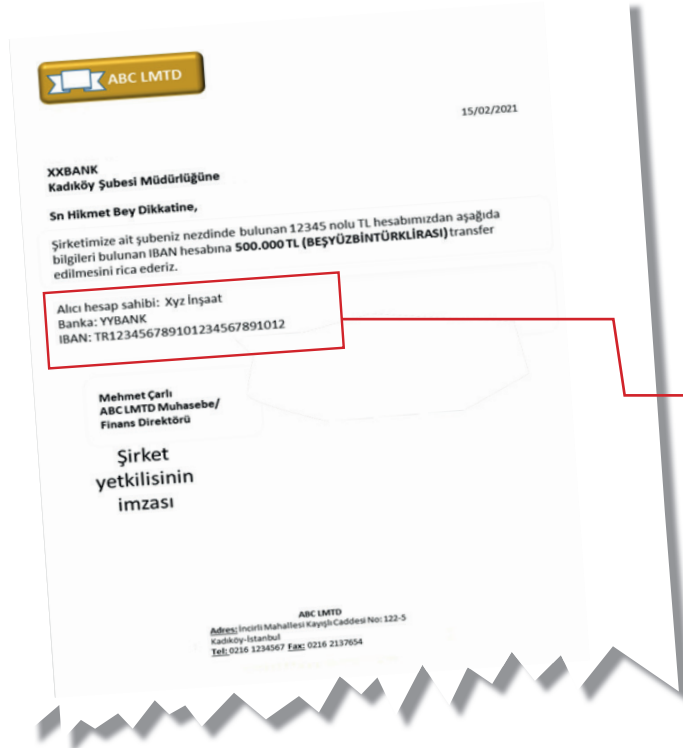 ABC LMTD
15/02/2021
XXBANK
Kadıköy Şubesi Müdürlüğüne
Sn Hikmet Bey Dikkatine,
Şirketimize ait şubeniz nezdinde bulunan 12345 nolu TL hesabımızdan aşağıda
bilgileri bulunan IBAN hesabına 500.000 TL (BEŞYÜZBİNTÜRKLİRASI) transfer
edilmesini rica ederiz.
Alıcı hesap sahibi: Xyz İnşaat
Banka: YYBANK
IBAN: TR123456789101234567891012
Mehmet Çarlı
ABC LMTD Muhasebe/
Finans Direktörü
Şirket
yetkilisinin
imzası
ABC LMTD
Adres: İncirli Mahallesi Kayışlı Caddesi No: 122-5
Kadıköy-İstanbul
Tel: 0216 1234567 Fax: 0216 2137654